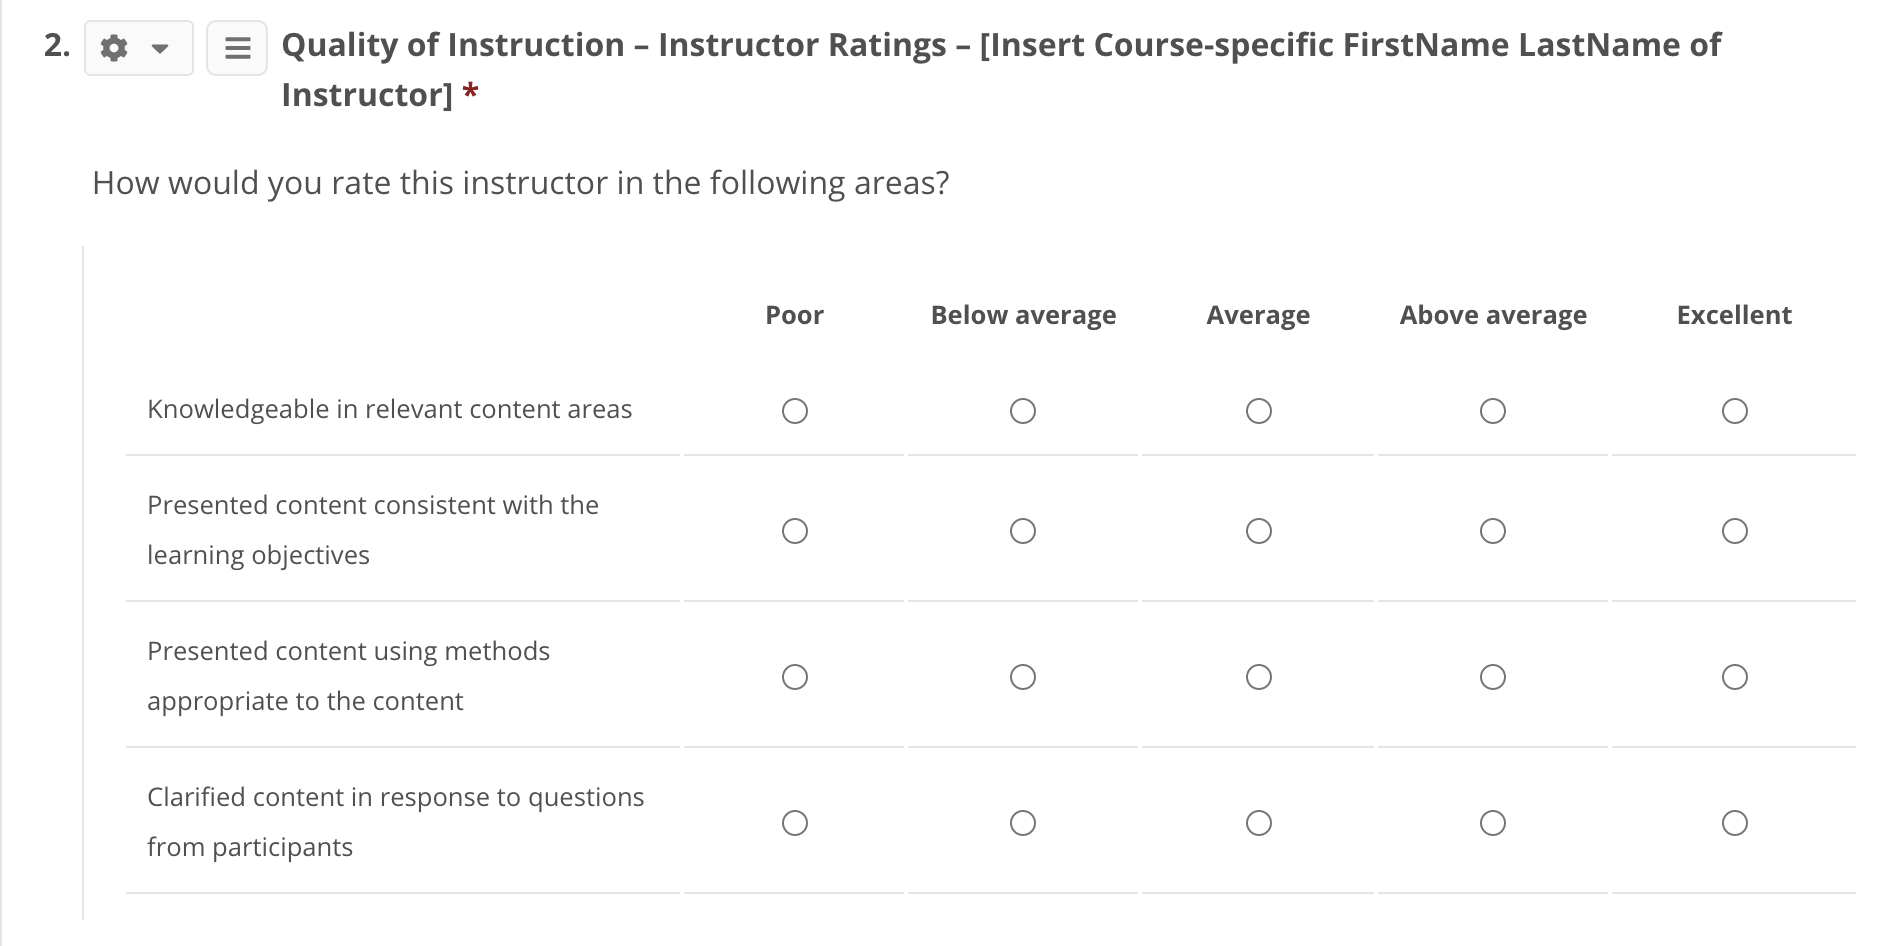 2.
Quality of Instruction – Instructor Ratings – [Insert Course-specific FirstName LastName of
Instructor] *
How would you rate this instructor in the following areas?
Poor Below average Average Above average Excellent
Knowledgeable in relevant content areas
Presented content consistent with the
learning objectives
Presented content using methods
appropriate to the content
Clarified content in response to questions
from participants